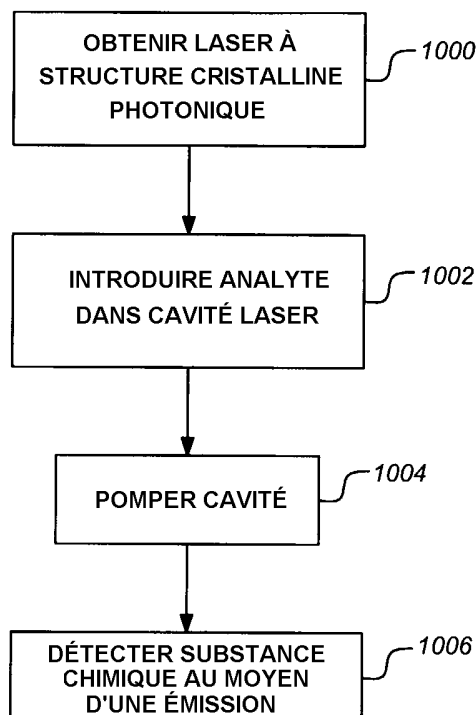 OBTENIR LASER À
STRUCTURE CRISTALLINE
PHOTONIQUE
1000
INTRODUIRE ANALYTE
DANS CAVITÉ LASER
1002
POMPER CAVITÉ
1004
DÉTECTER SUBSTANCE
CHIMIQUE AU MOYEN
D'UNE ÉMISSION
1006